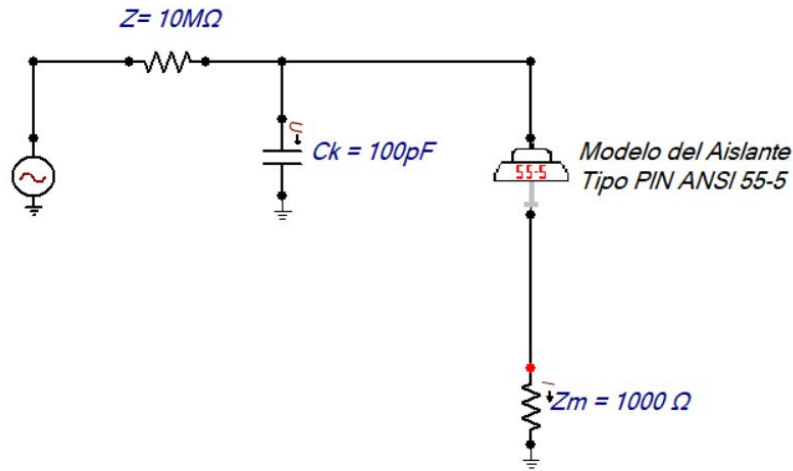 Z= 10MΩ
U
Ck = 100pF
55-5
Modelo del Aislante
Tipo PIN ANSI 55-5
I
Zm = 1000 Ω